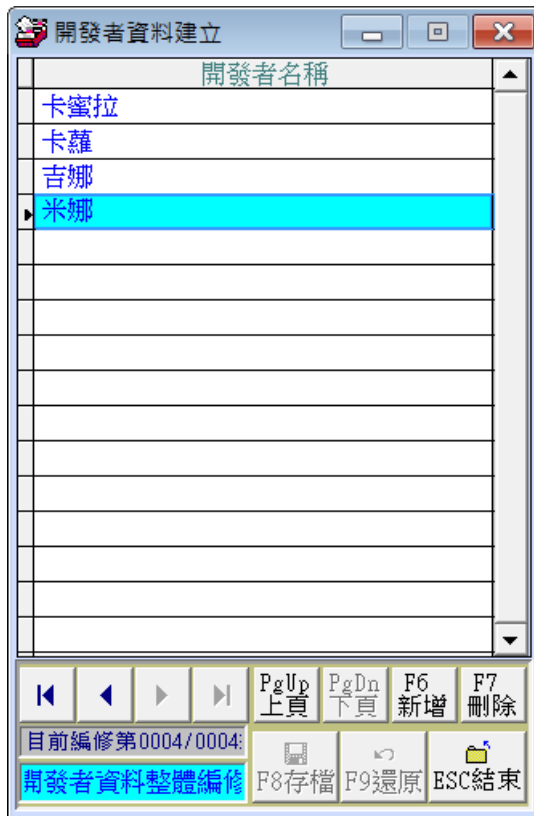 開發者資料建立
開發者名稱
卡蜜拉
卡蘿
吉娜
米娜
PgUp
上頁
PgDn
下頁
F6
新增
F7
刪除
目前編修第0004/0004
開發者資料整體編修
F8存檔
F9還原
ESC結束